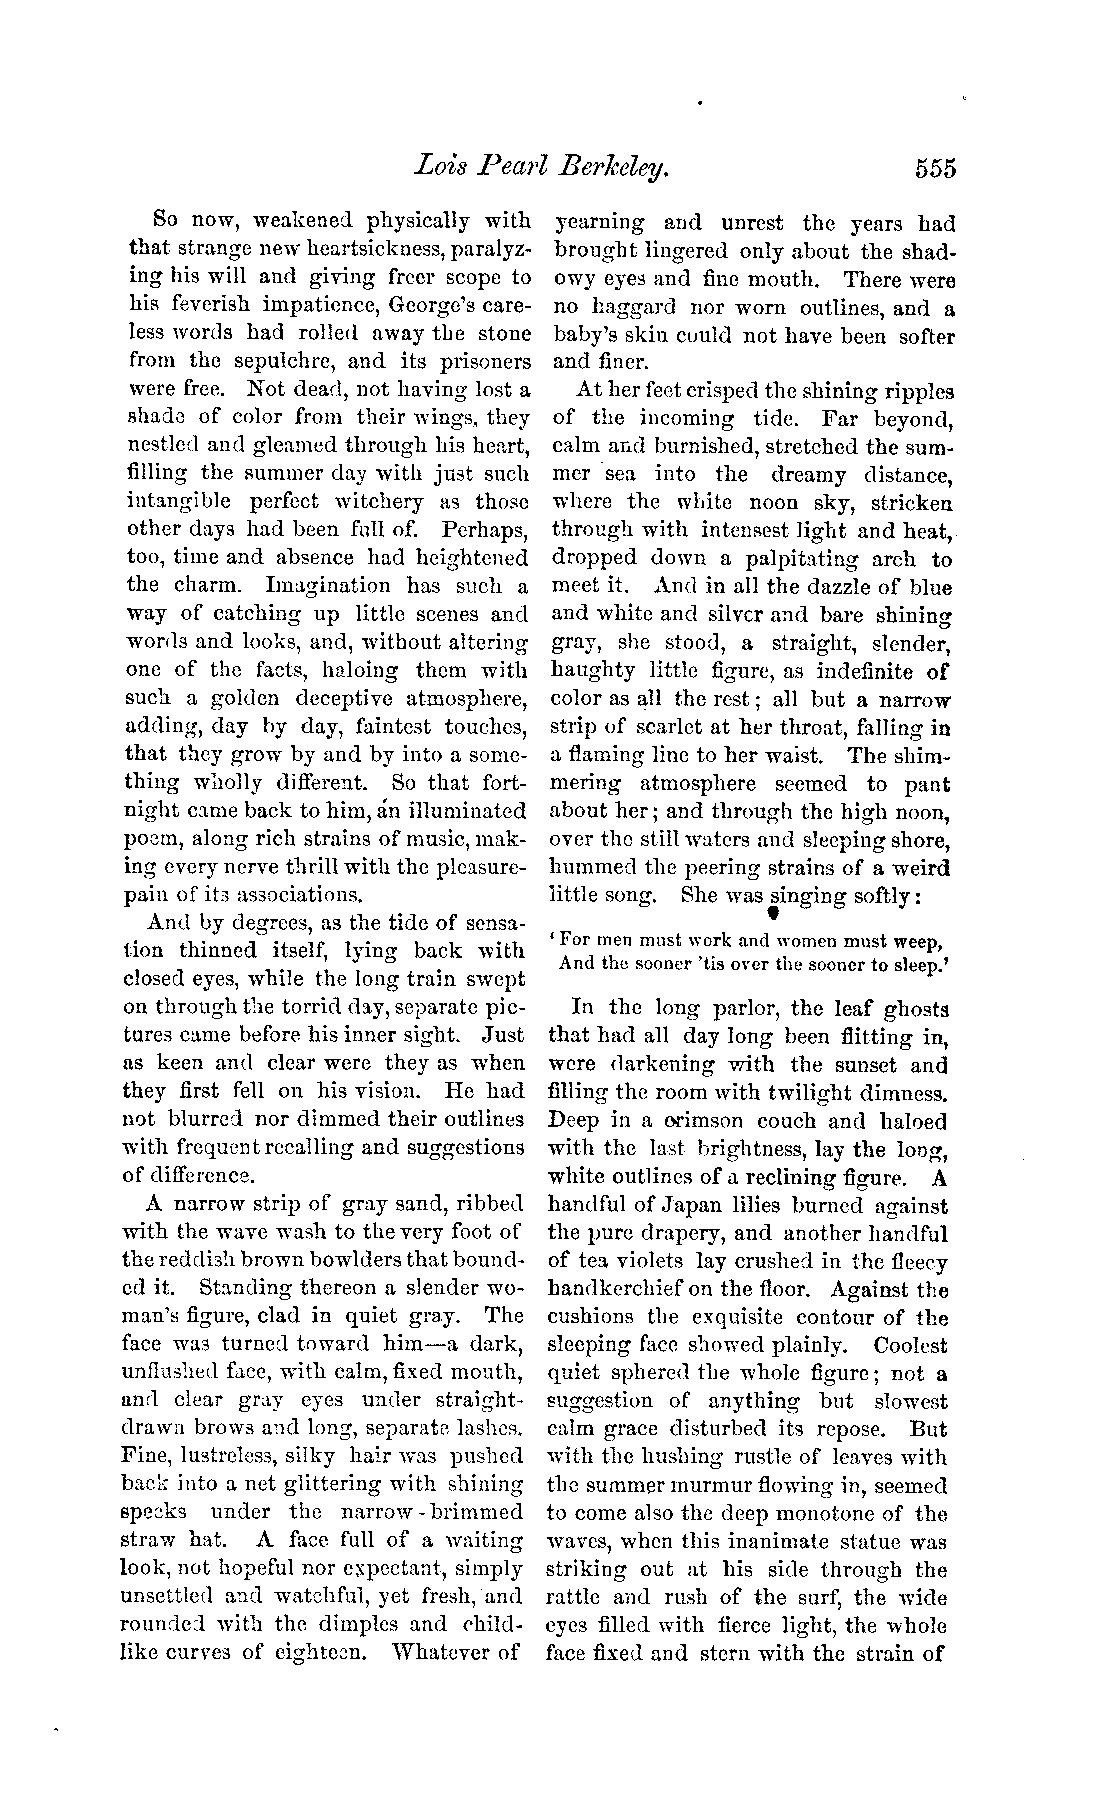 Lois Pearl Berkeley. 555
So now, weakened physically with
that strange new heartsickness, paralyz-
ing his will and giving freer scope to
his feverish impatience, George's care-
less words had rolled away the stone
from the sepulchre, and its prisoners
were free. Not dead, not having lost a
shade of color from their wings, they
nestled and gleamed through his heart,
filling the summer day with just such
intangible perfect witchery as those
other days had been full of. Perhaps,
too, time and absence had heightened
the charm. Imagination has such a
way of catching up little scenes and
words and looks, and, without altering
one of the facts, haloing them with
such a golden deceptive atmosphere,
adding, day by day, faintest touches,
that they grow by and by into a some-
thing wholly different. So that fort-
night came back to him, an illuminated
poem, along rich strains of music, mak-
ing every nerve thrill with the pleasure-
pain of its associations.
And by degrees, as the tide of sensa-
tion thinned itself, lying back with
closed eyes, while the long train swept
on through the torrid day, separate pic-
tures came before his inner sight. Just
as keen and clear were they as when
they first fell on his vision. He had
not blurred nor dimmed their outlines
with frequent recalling and suggestions
of difference.
A narrow strip of gray sand, ribbed
with the wave wash to the very foot of
the reddish brown bowlders that bound-
ed it. Standing thereon a slender wo-
man's figure, clad in quiet gray. The
face was turned toward him—a dark,
unflushed face, with calm, fixed mouth,
and clear gray eyes under straight-
drawn brows and long, separate lashes.
Fine, lustreless, silky hair was pushed
back into a net glittering with shining
specks under the narrow-brimmed
straw hat. A face full of a waiting
look, not hopeful nor expectant, simply
unsettled and watchful, yet fresh, and
rounded with the dimples and child-
like curves of eighteen. Whatever of
yearning and unrest the years had
brought lingered only about the shad-
owy eyes and fine mouth. There were
no haggard nor worn outlines, and a
baby's skin could not have been softer
and finer.
At her feet crisped the shining ripples
of the incoming tide. Far beyond,
calm and burnished, stretched the sum-
mer sea into the dreamy distance,
where the white noon sky, stricken
through with intensest light and heat,
dropped down a palpitating arch to
meet it. And in all the dazzle of blue
and white and silver and bare shining
gray, she stood, a straight, slender,
haughty little figure, as indefinite of
color as all the rest; all but a narrow
strip of scarlet at her throat, falling in
a flaming line to her waist. The shim-
mering atmosphere seemed to pant
about her; and through the high noon,
over the still waters and sleeping shore,
hummed the peering strains of a weird
little song. She was singing softly:
'For men must work and women must weep,
And the sooner 'tis over the sooner to sleep.'
In the long parlor, the leaf ghosts
that had all day long been flitting in,
were darkening with the sunset and
filling the room with twilight dimness.
Deep in a crimson couch and haloed
with the last brightness, lay the long,
white outlines of a reclining figure. A
handful of Japan lilies burned against
the pure drapery, and another handful
of tea violets lay crushed in the fleecy
handkerchief on the floor. Against the
cushions the exquisite contour of the
sleeping face showed plainly. Coolest
quiet sphered the whole figure; not a
suggestion of anything but slowest
calm grace disturbed its repose. But
with the hushing rustle of leaves with
the summer murmur flowing in, seemed
to come also the deep monotone of the
waves, when this inanimate statue was
striking out at his side through the
rattle and rush of the surf, the wide
eyes filled with fierce light, the whole
face fixed and stern with the strain of